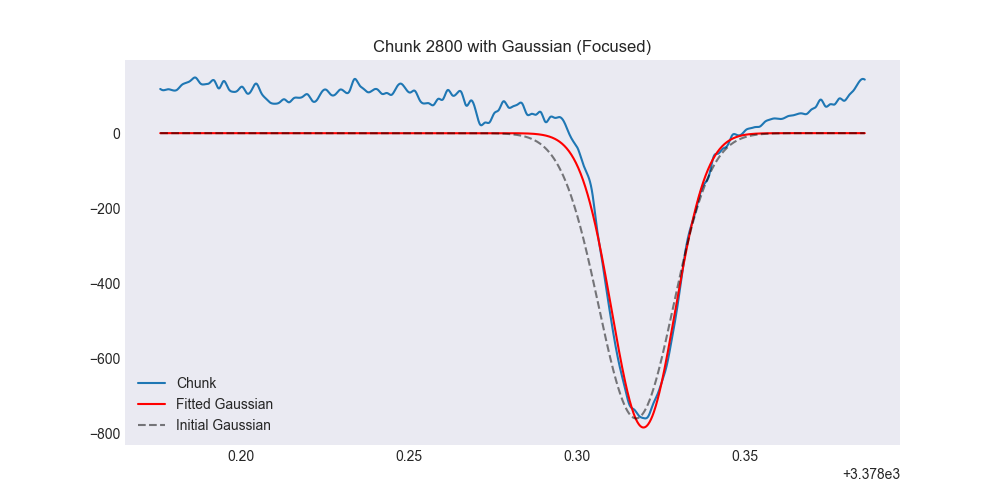 Chunk 2800 with Gaussian (Focused)
0
−200
−400
−600
−800
Chunk
Fitted Gaussian
Initial Gaussian
0.20 0.25 0.30 0.35
+3.378e3